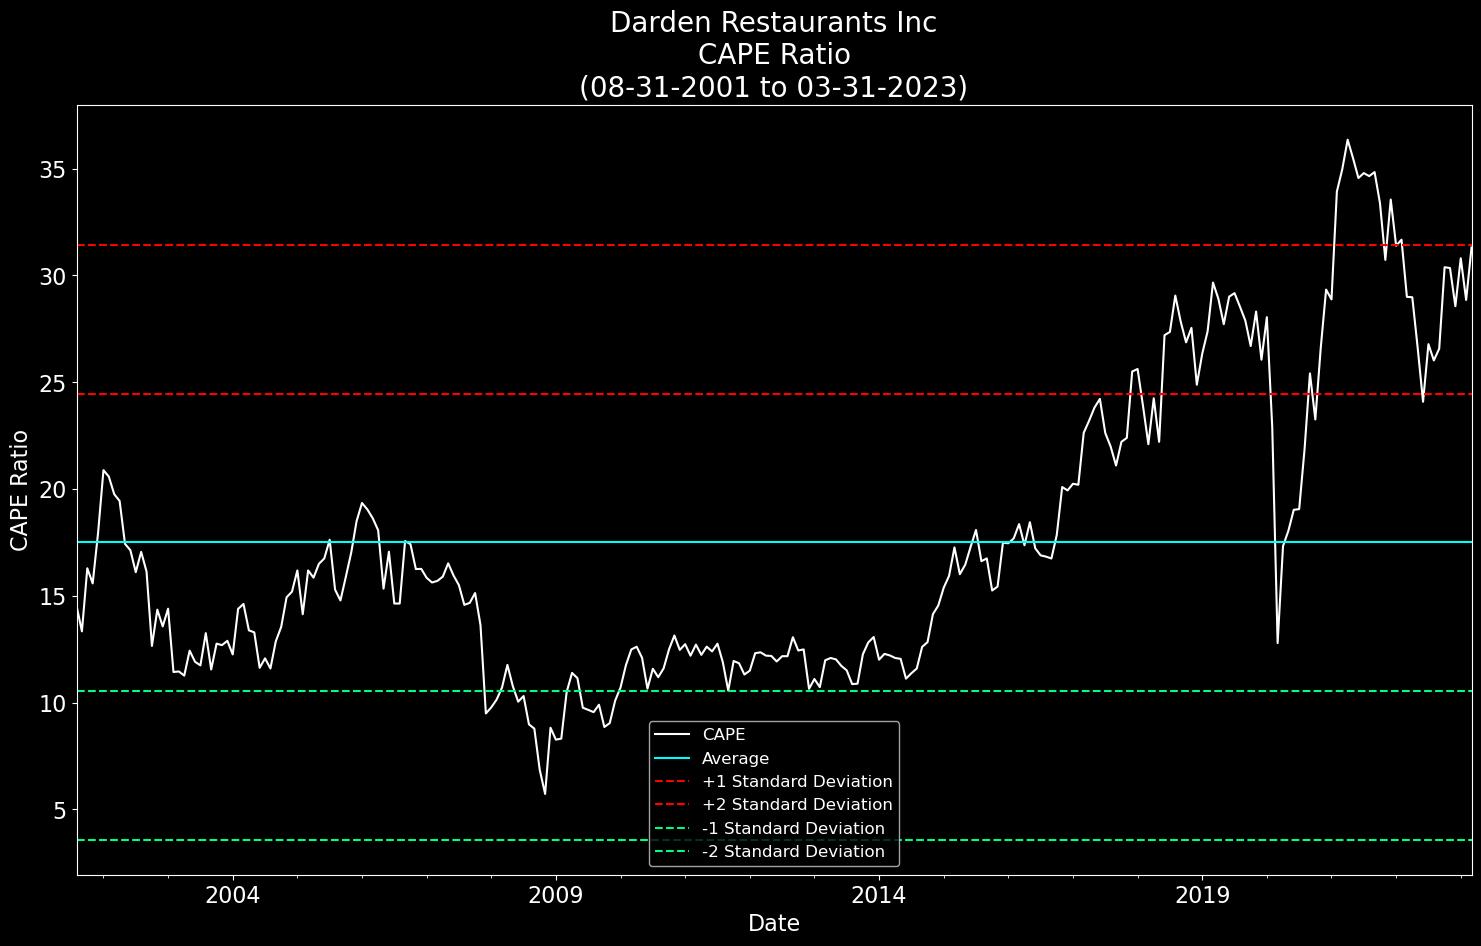 Darden Restaurants Inc
CAPE Ratio
(08-31-2001 to 03-31-2023)
35
30
25
20
15
10
5
CAPE Ratio
CAPE
Average
+1 Standard Deviation
+2 Standard Deviation
-1 Standard Deviation
-2 Standard Deviation
2004 2009 2014 2019
Date